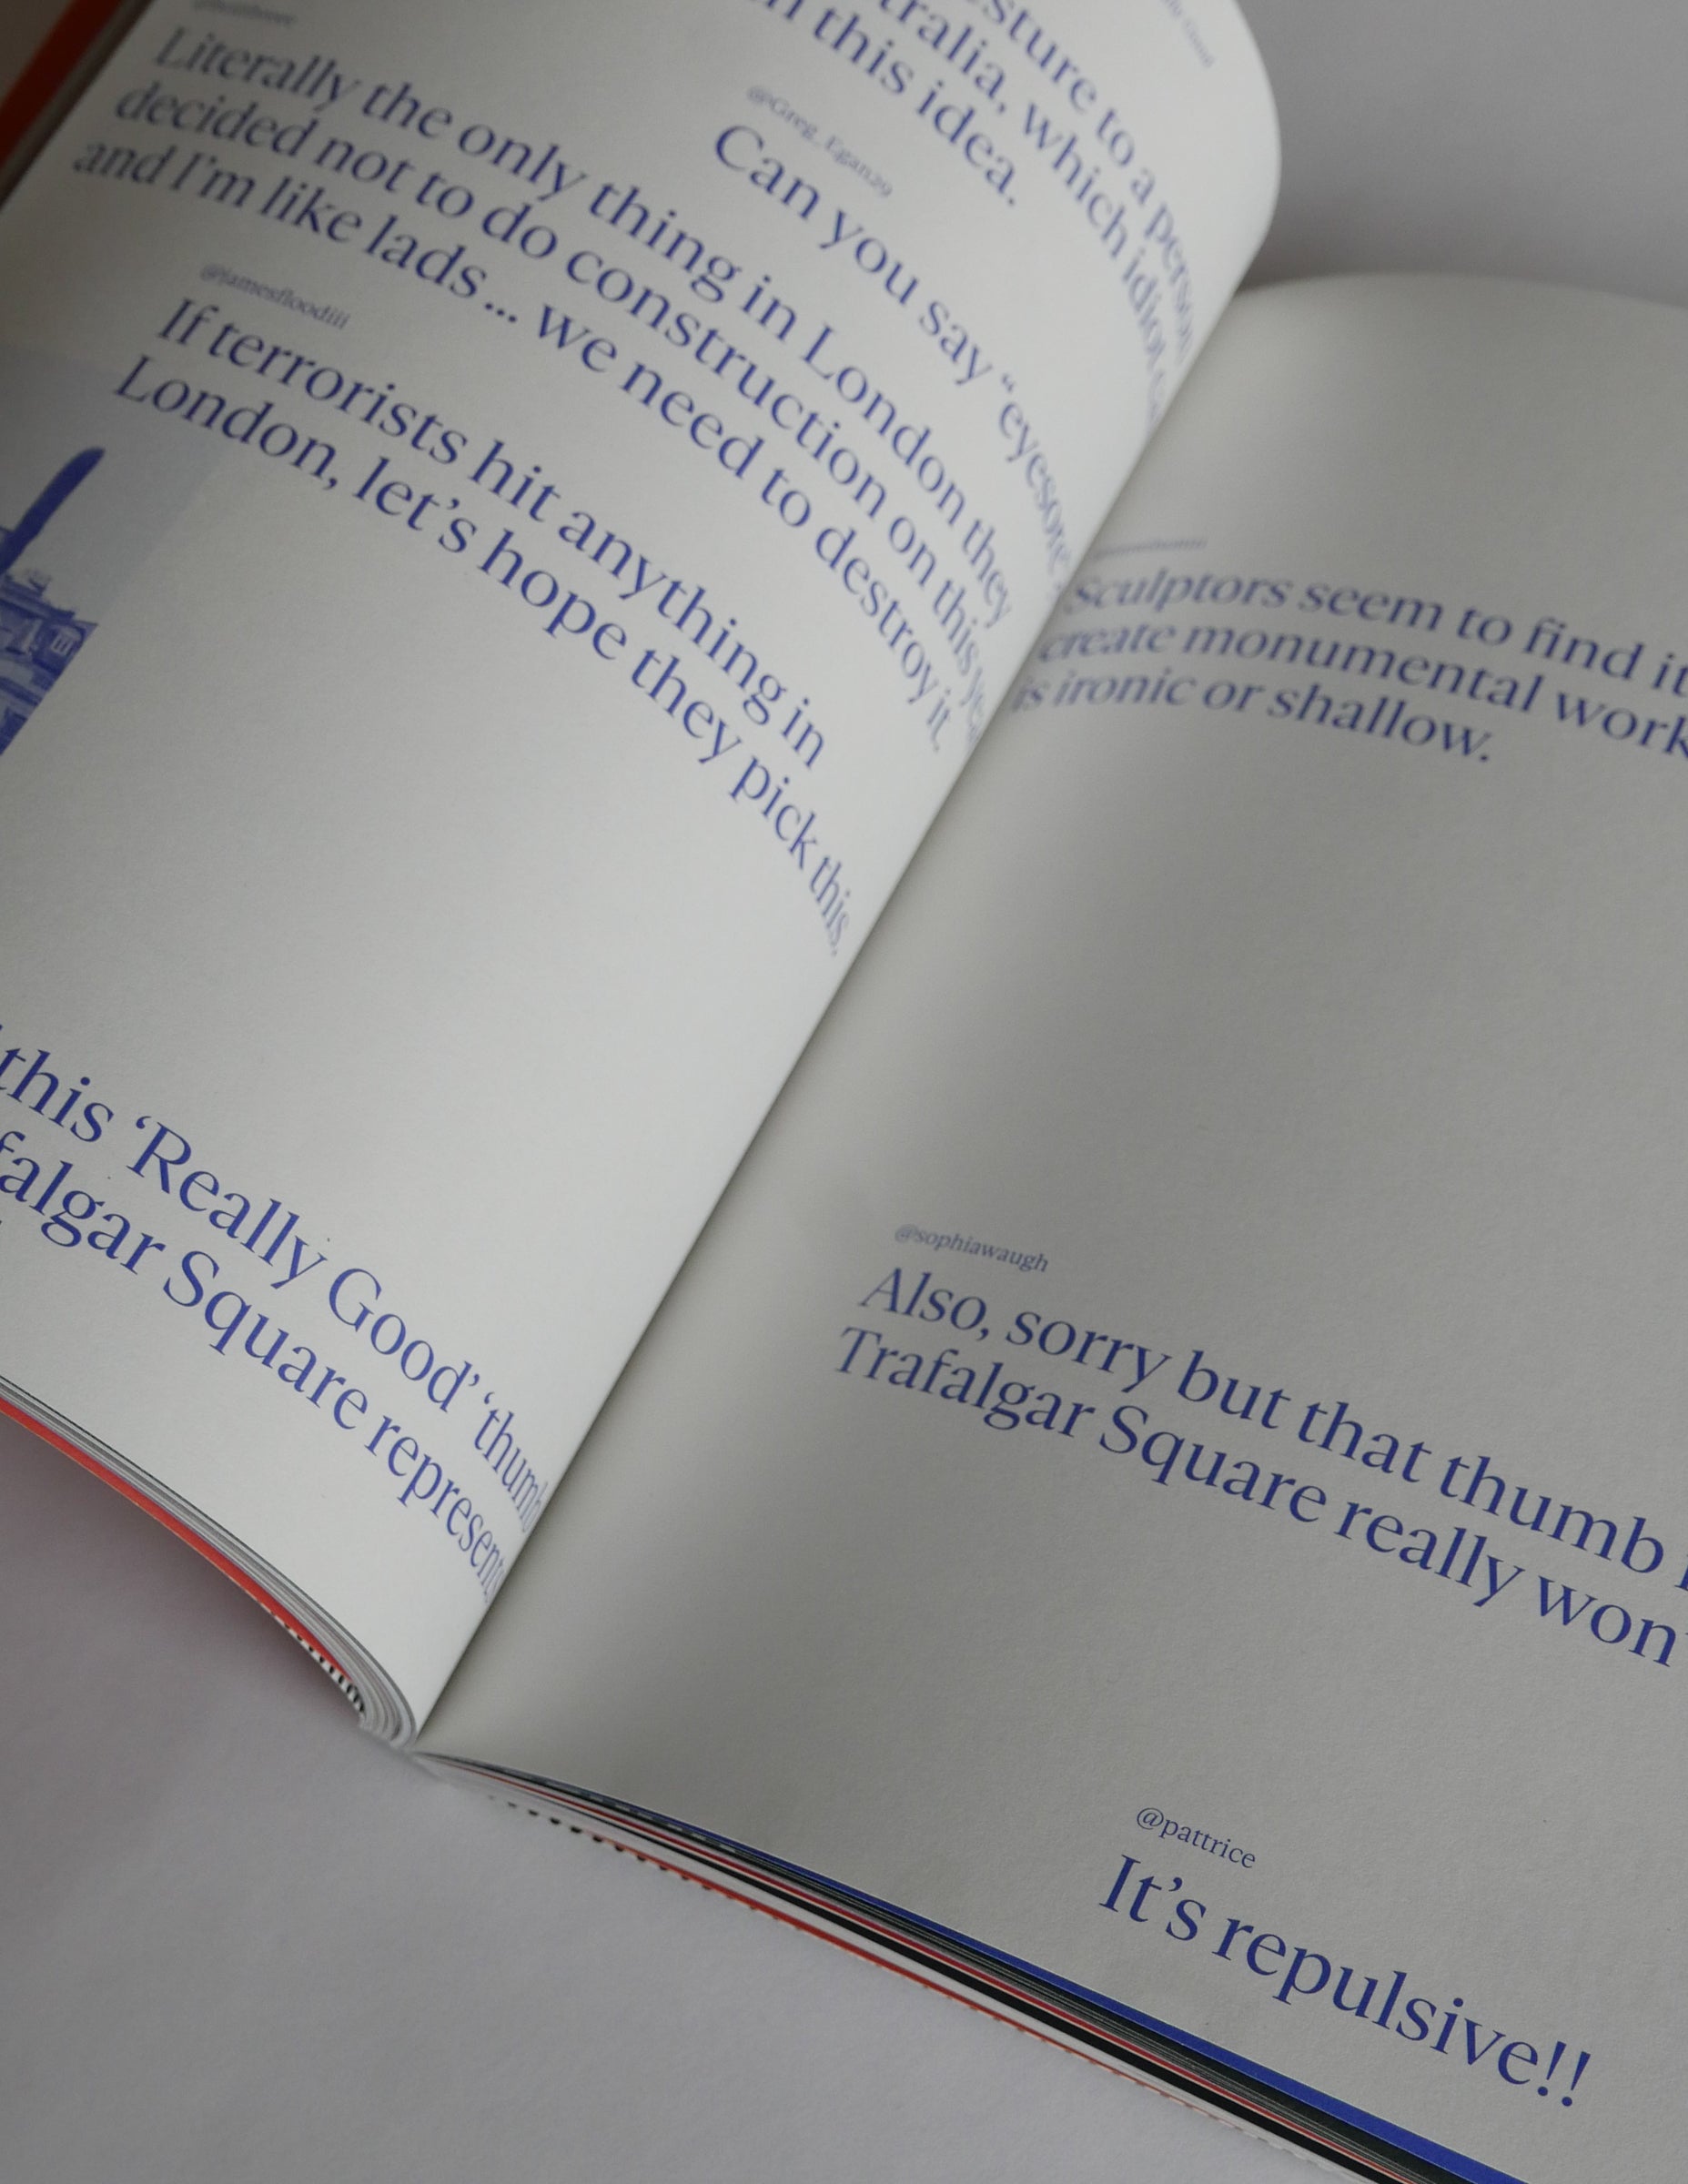 to a person
which idiot
this idea.
@Greg_Egan29
Can you say “eyesore”
Literally the only thing in London they
decided not to do construction on this
and I’m like lads... we need to destroy it.
@jamesfloodiii
If terrorists hit anything in
London, let’s hope they pick this.
this ‘Really Good’ ‘thumb
falgar Square represents
Sculptors seem to find it
create monumental work
is ironic or shallow.
@sophiawaugh
Also, sorry but that thumb
Trafalgar Square really won’
@pattrice
It’s repulsive!!